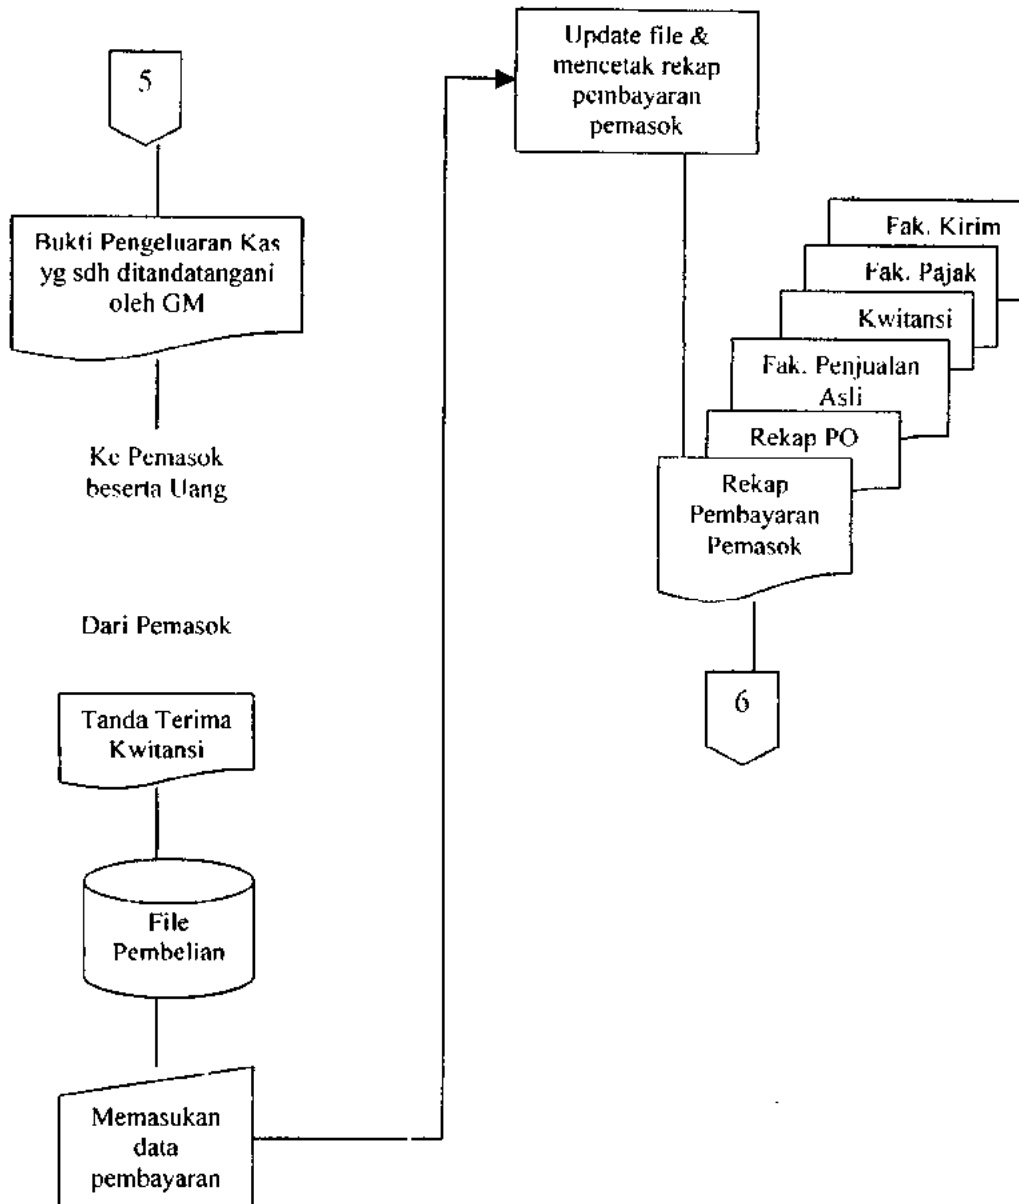 5
Bukti Pengeluaran Kas
yg sdh ditandatangani
oleh GM
Ke Pemasok
beserta Uang
Dari Pemasok
Tanda Terima
Kwitansi
File
Pembelian
Memasukan
data
pembayaran
Update file &
mencetak rekap
pembayaran
pemasok
Fak. Kirim
Fak. Pajak
Kwitansi
Fak. Penjualan
Asli
Rekap PO
Rekap
Pembayaran
Pemasok
6